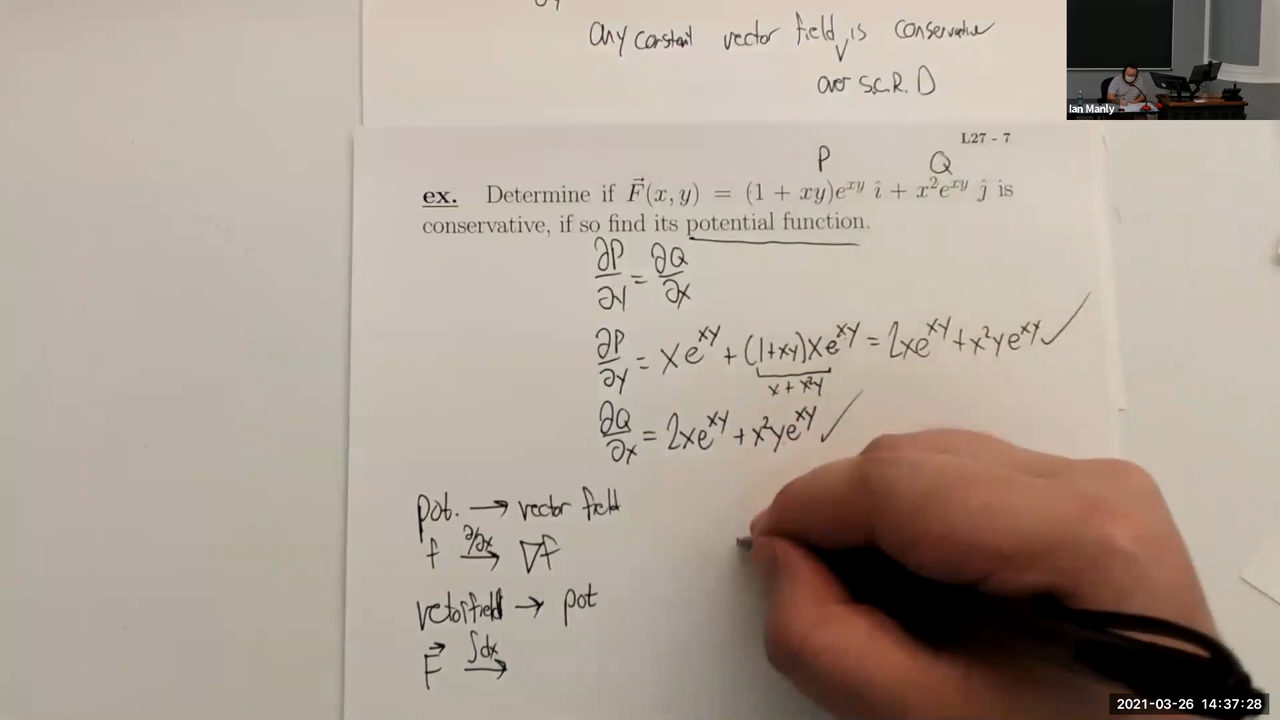 any constant vector field is conservative
over S.C.R. D
Ian Manly
L27 - 7
P Q
ex. Determine if F⃗(x, y) = (1 + xy)e^{xy} î + x²e^{xy} ĵ is
conservative, if so find its potential function.
∂P/∂y = ∂Q/∂x
∂P/∂y = xe^{xy} + (1+xy)xe^{xy} = 2xe^{xy} + x²ye^{xy} ✓
x + x²y
∂Q/∂x = 2xe^{xy} + x²ye^{xy} ✓
pot. → vector field
f ∂/∂x → ∇f
vector field → pot
F⃗ ∫dx →
2021-03-26 14:37:28